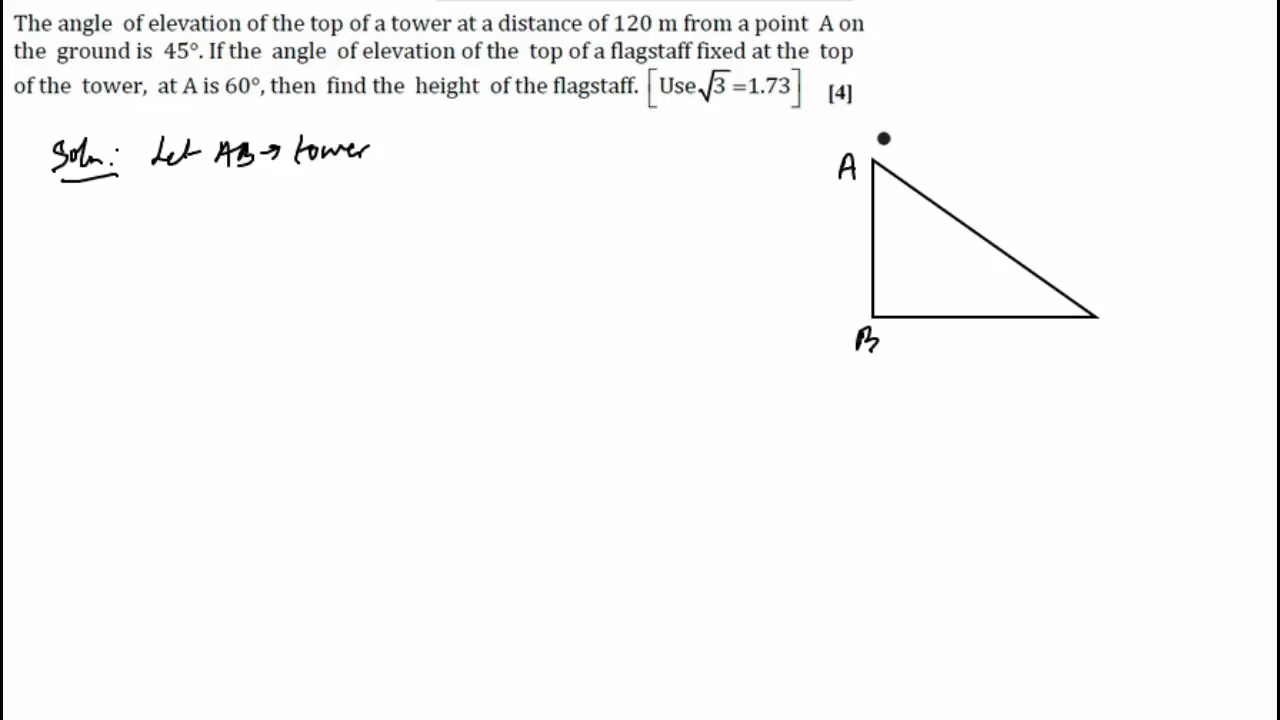 The angle of elevation of the top of a tower at a distance of 120 m from a point A on
the ground is 45°. If the angle of elevation of the top of a flagstaff fixed at the top
of the tower, at A is 60°, then find the height of the flagstaff. [Use √3 =1.73] [4]
Soln: Let AB → tower
A
B